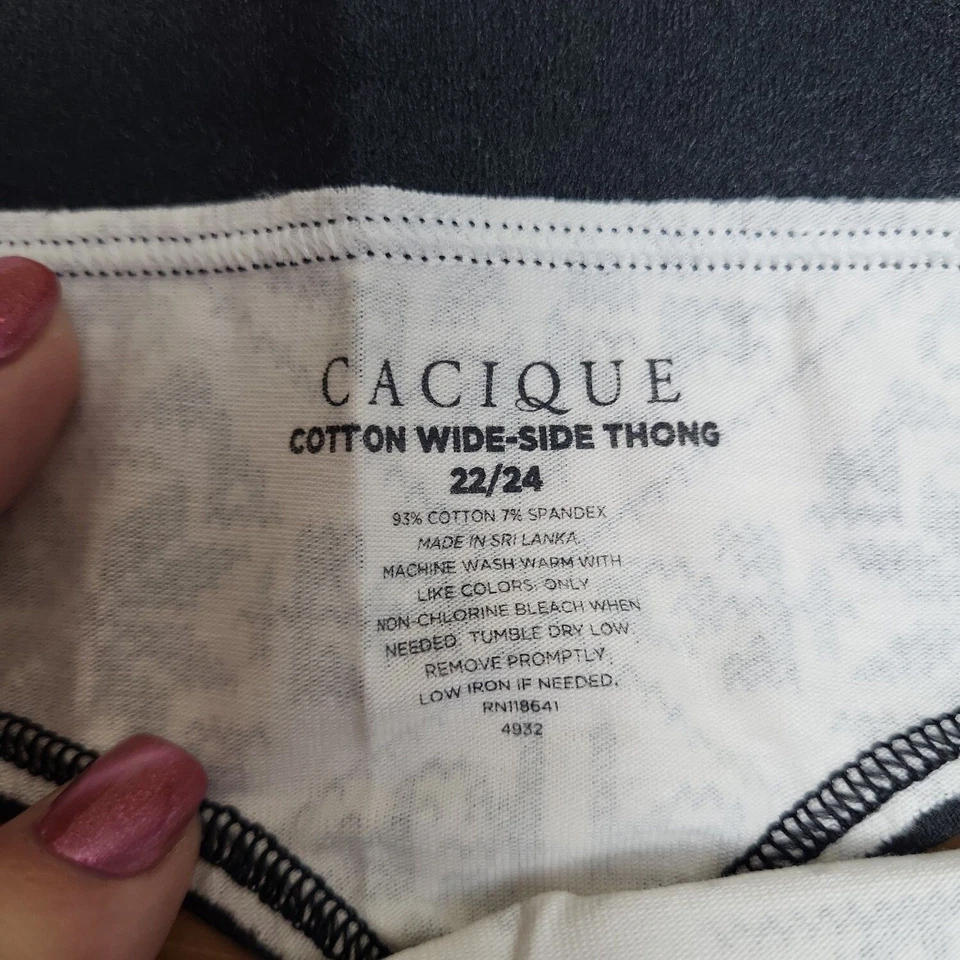 CACIQUE
COTTON WIDE-SIDE THONG
22/24
93% COTTON 7% SPANDEX
MADE IN SRI LANKA.
MACHINE WASH WARM WITH
LIKE COLORS. ONLY
NON-CHLORINE BLEACH WHEN
NEEDED. TUMBLE DRY LOW.
REMOVE PROMPTLY.
LOW IRON IF NEEDED.
RN118641
4932